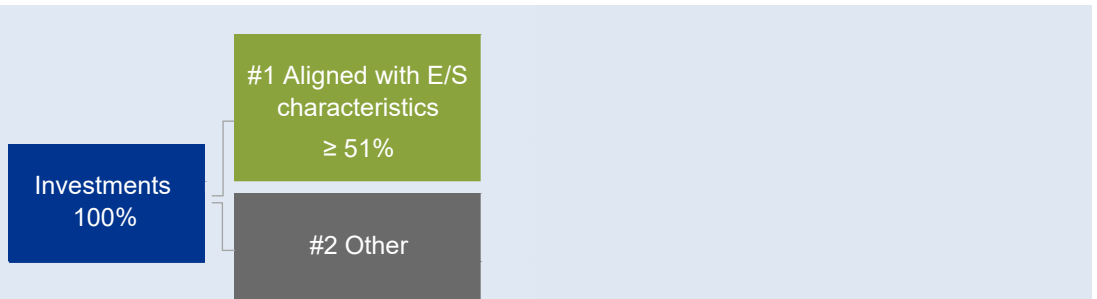 #1 Aligned with E/S
characteristics
≥ 51%
Investments
100%
#2 Other